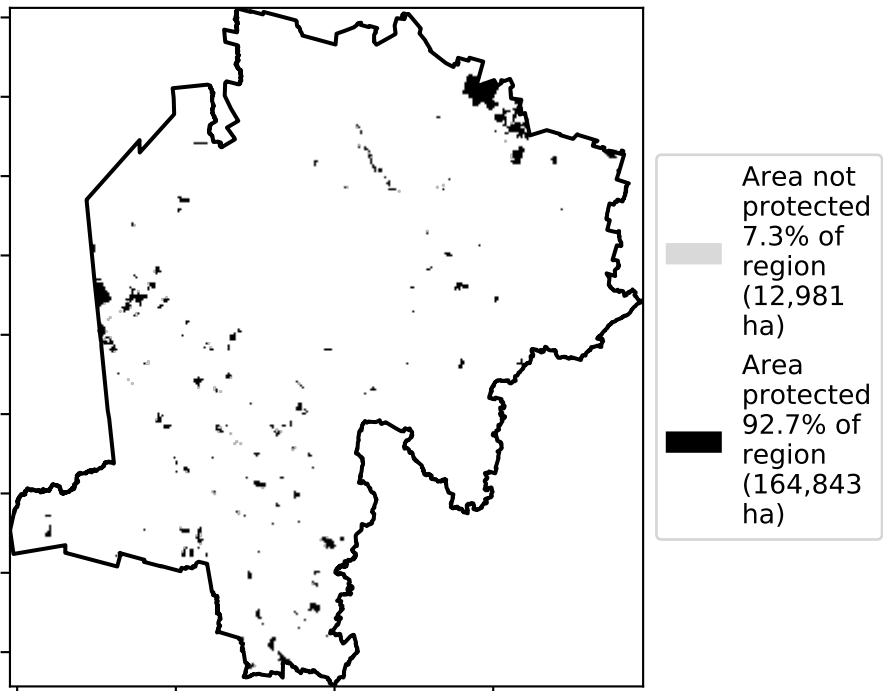 Area not
protected
7.3% of
region
(12,981
ha)
Area
protected
92.7% of
region
(164,843
ha)